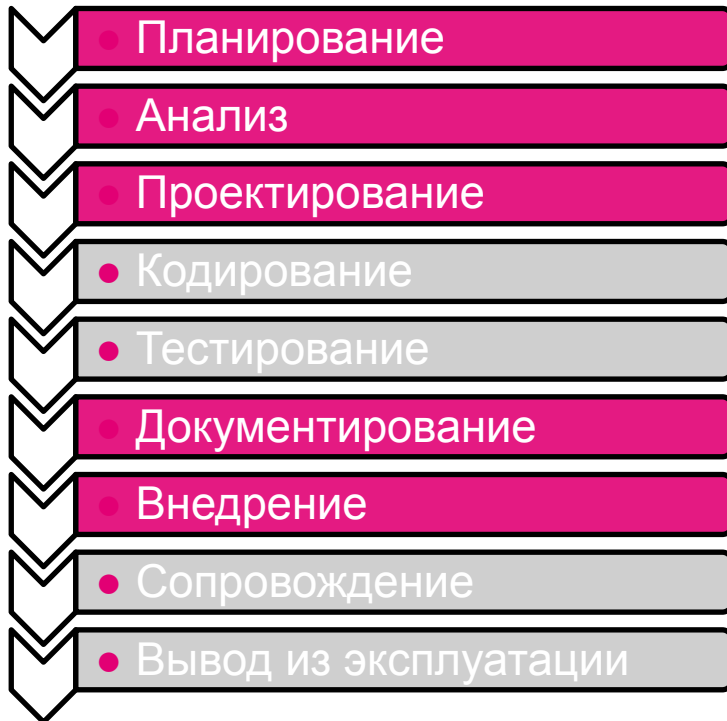 Планирование
Анализ
Проектирование
Кодирование
Тестирование
Документирование
Внедрение
Сопровождение
Вывод из эксплуатации